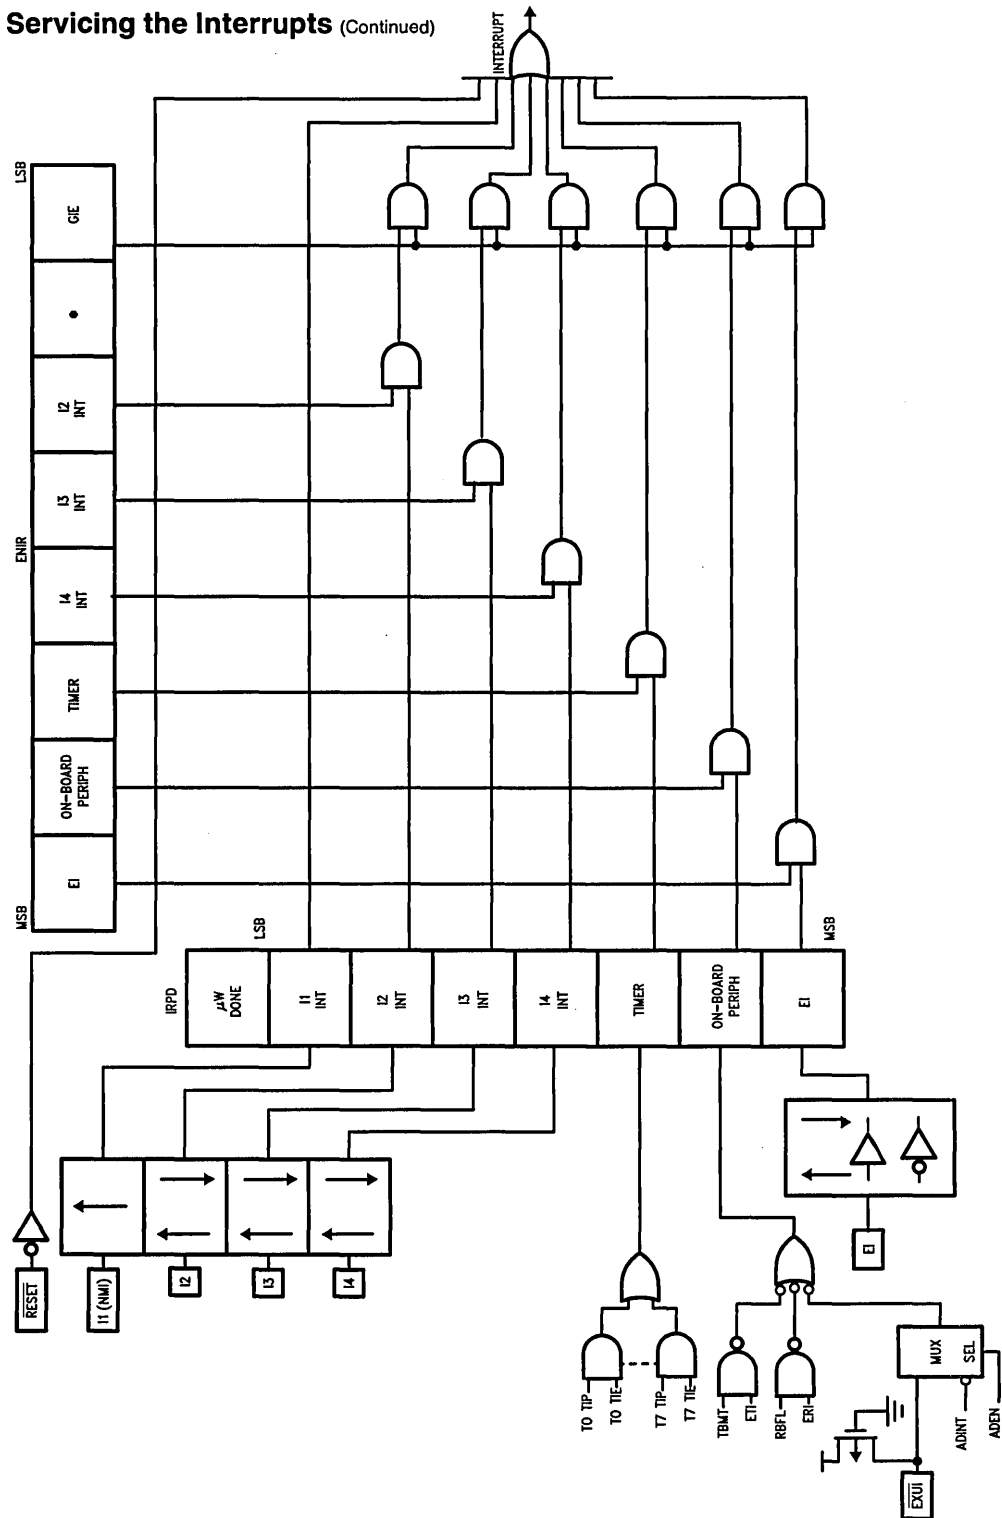 Servicing the Interrupts (Continued)
INTERRUPT
LSB
GIE
•
I2
INT
I3
INT
ENIR
I4
INT
TIMER
ON-BOARD
PERIPH
EI
MSB
LSB
IRPD
μW
DONE
I1
INT
I2
INT
I3
INT
I4
INT
TIMER
ON-BOARD
PERIPH
EI
MSB
RESET
I1 (NMI)
I2
I3
I4
EI
T0 TIP
T0 TIE
T7 TIP
T7 TIE
TBMT
ETI
RBFL
ERI
MUX
SEL
ADINT
ADEN
EXUI